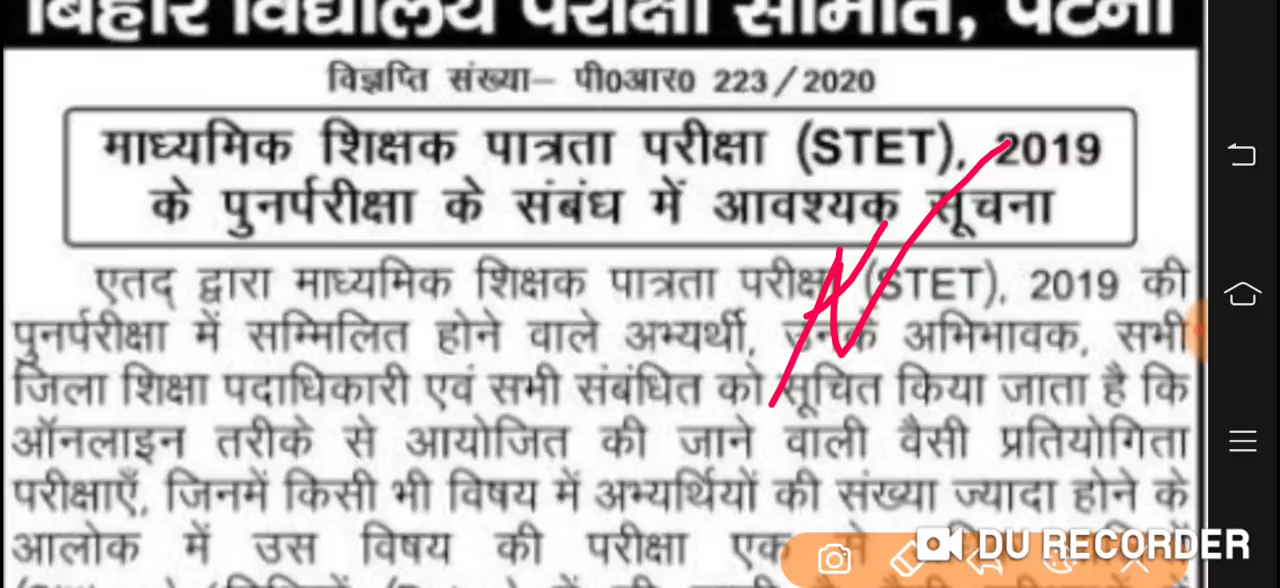 बिहार विद्यालय परीक्षा समिति, पटना
विज्ञप्ति संख्या– पी0आर0 223 / 2020
माध्यमिक शिक्षक पात्रता परीक्षा (STET), 2019
के पुनर्परीक्षा के संबंध में आवश्यक सूचना
एतद् द्वारा माध्यमिक शिक्षक पात्रता परीक्षा (STET), 2019 की
पुनर्परीक्षा में सम्मिलित होने वाले अभ्यर्थी, उनके अभिभावक, सभी
जिला शिक्षा पदाधिकारी एवं सभी संबंधित को सूचित किया जाता है कि
ऑनलाइन तरीके से आयोजित की जाने वाली वैसी प्रतियोगिता
परीक्षाएँ, जिनमें किसी भी विषय में अभ्यर्थियों की संख्या ज्यादा होने के
आलोक में उस विषय की परीक्षा एक से
DU RECORDER